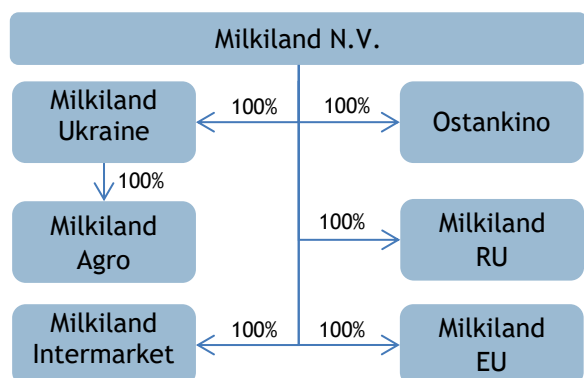 Milkiland N.V.
Milkiland
Ukraine
100%
100%
Ostankino
100%
Milkiland
Agro
100%
Milkiland
RU
Milkiland
Intermarket
100%
100%
Milkiland
EU